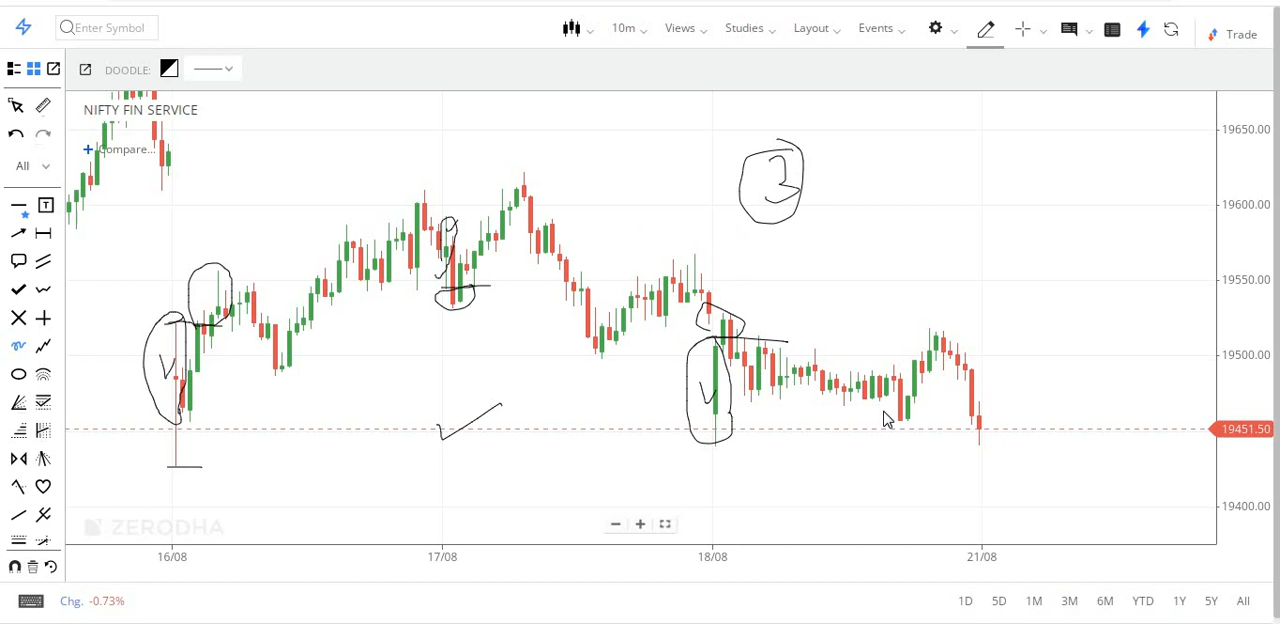 Enter Symbol
10m
Views
Studies
Layout
Events
Trade
DOODLE:
NIFTY FIN SERVICE
Compare...
All
19650.00
19600.00
19550.00
19500.00
19451.50
19400.00
ZERODHA
16/08
17/08
18/08
21/08
Chg. -0.73%
1D 5D 1M 3M 6M YTD 1Y 5Y All